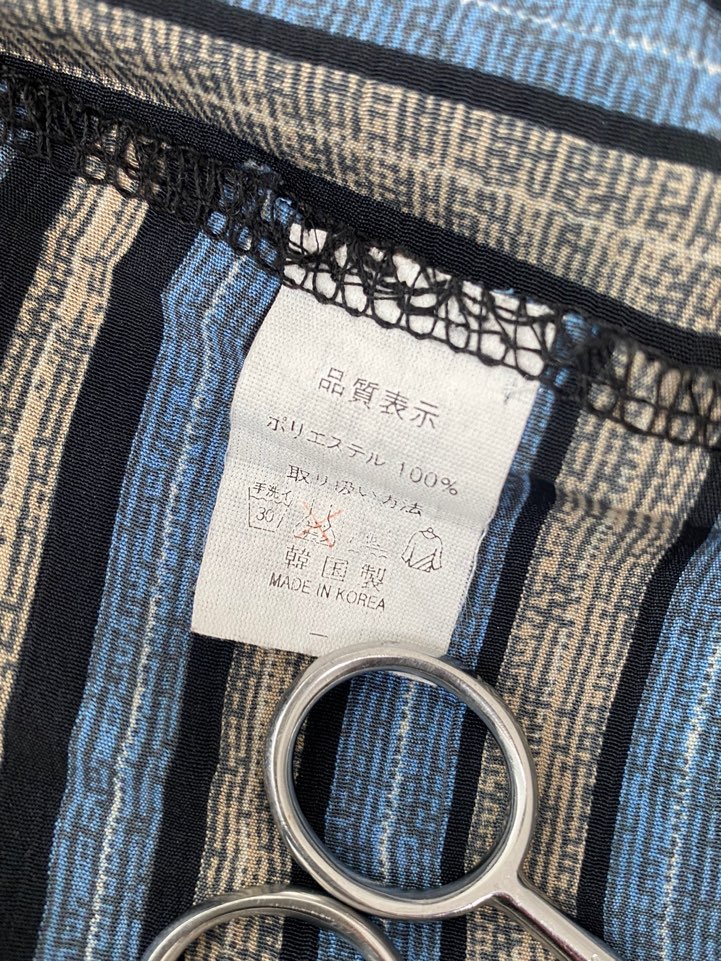 品質表示
ポリエステル 100%
取り扱い方法
手洗イ
30
韓国製
MADE IN KOREA